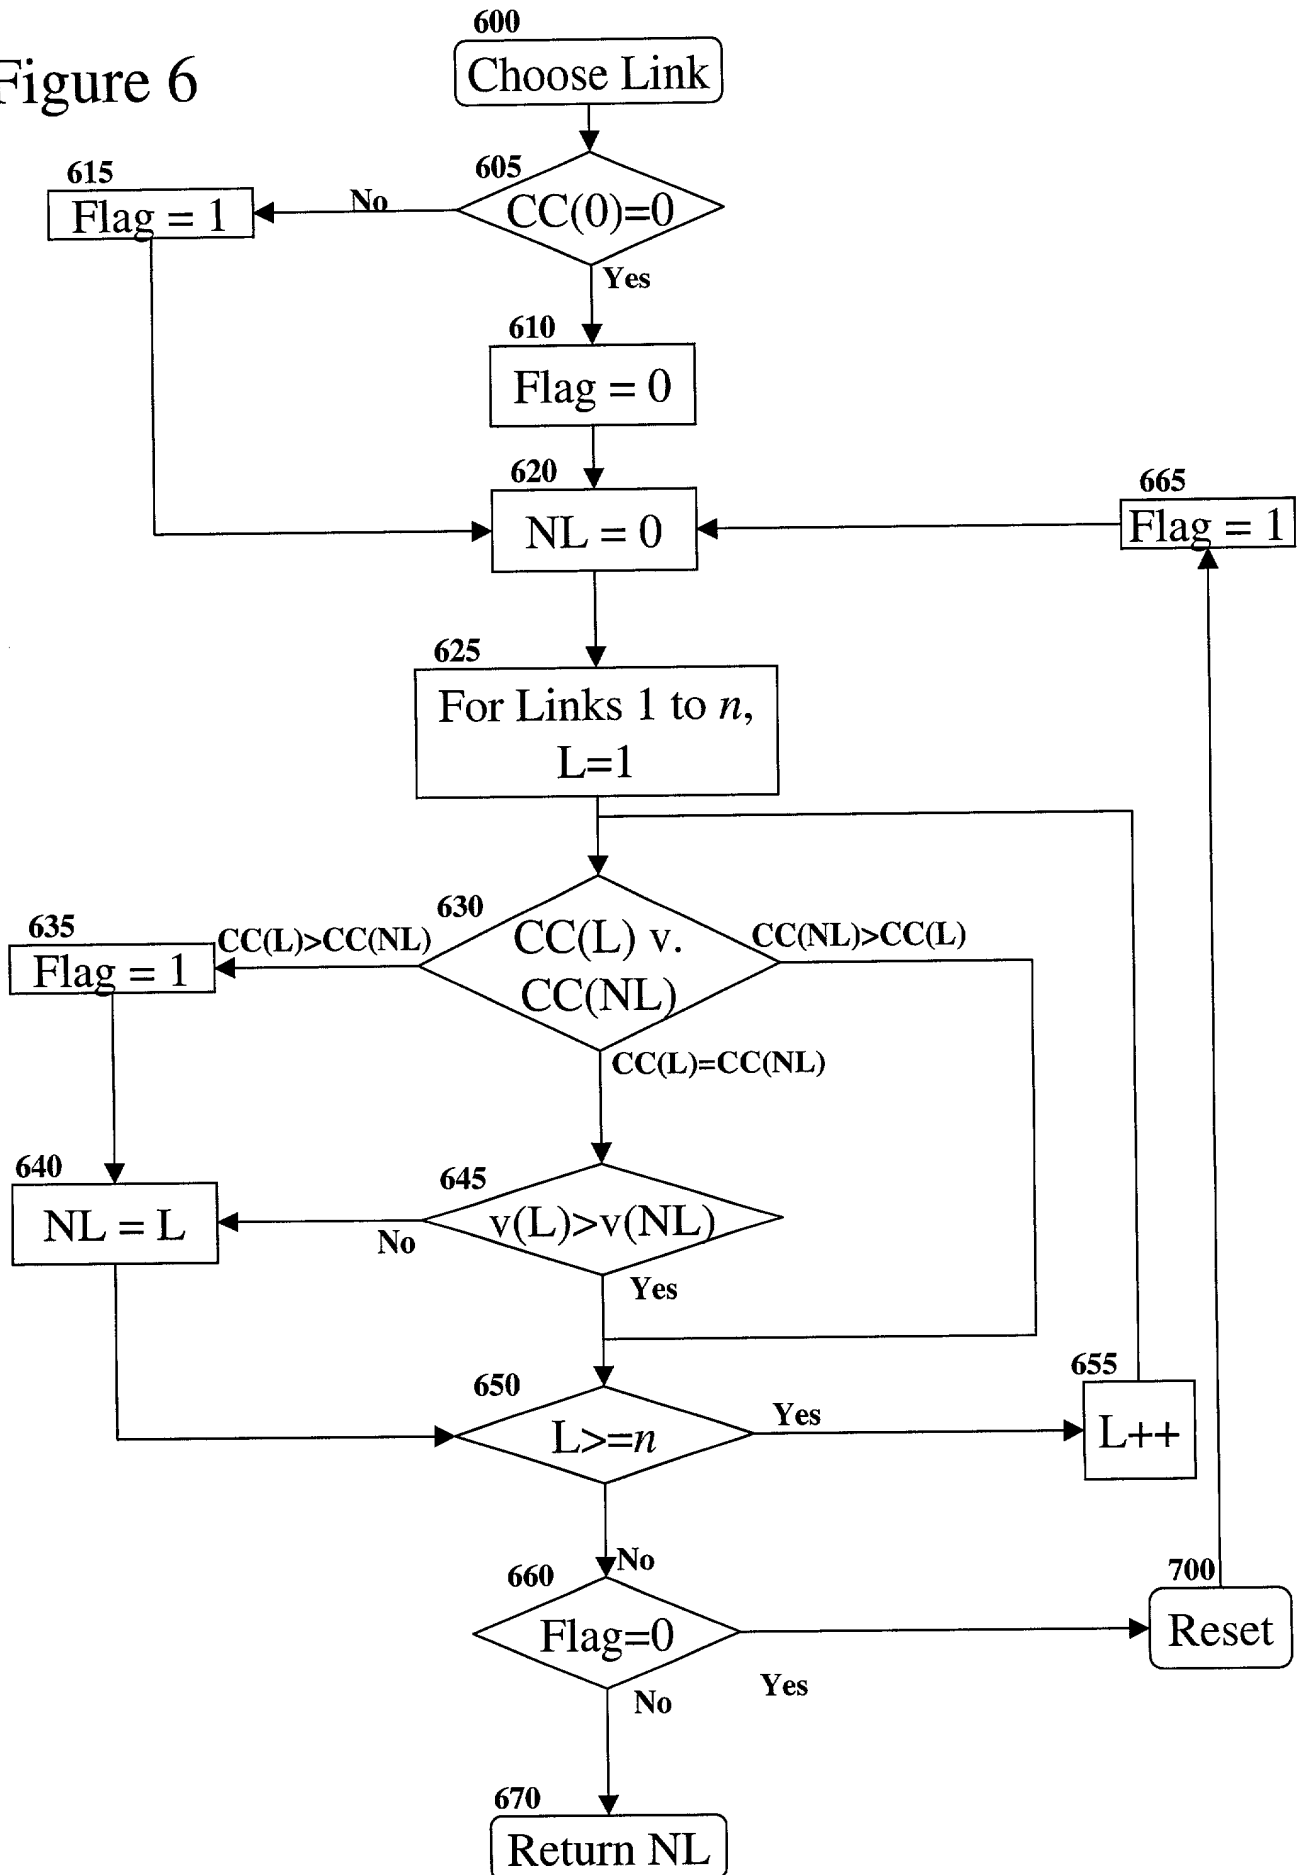 Figure 6
600
Choose Link
605
CC(0)=0
No
615
Flag = 1
Yes
610
Flag = 0
620
NL = 0
665
Flag = 1
625
For Links 1 to n,
L=1
630
CC(L) v.
CC(NL)
CC(L)>CC(NL)
CC(NL)>CC(L)
635
Flag = 1
CC(L)=CC(NL)
640
NL = L
645
v(L)>v(NL)
No
Yes
650
L>=n
Yes
655
L++
No
660
Flag=0
700
Reset
Yes
No
670
Return NL